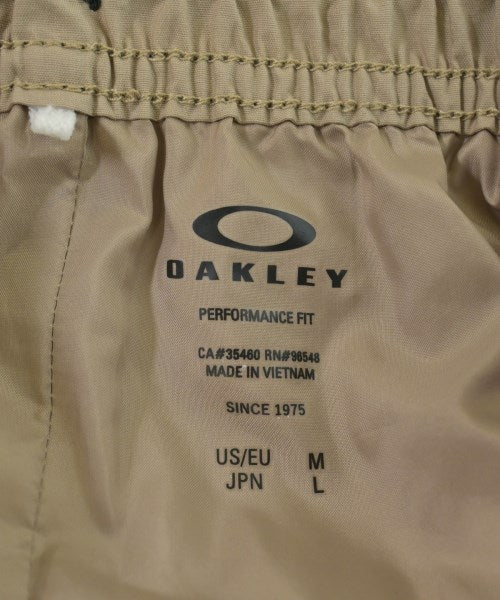 OAKLEY
PERFORMANCE FIT
CA#35460 RN#96548
MADE IN VIETNAM
SINCE 1975
US/EU M
JPN L